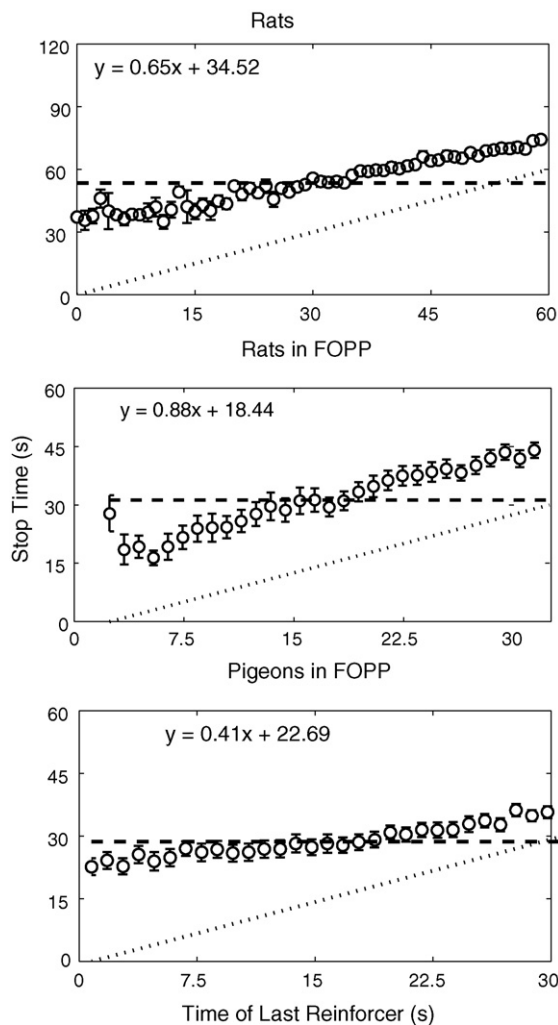 Rats
120
y = 0.65x + 34.52
90
60
30
0
0 15 30 45 60
Rats in FOPP
60
y = 0.88x + 18.44
45
Stop Time (s)
30
15
0
0 7.5 15 22.5 30
Pigeons in FOPP
60
y = 0.41x + 22.69
45
30
15
0
0 7.5 15 22.5 30
Time of Last Reinforcer (s)